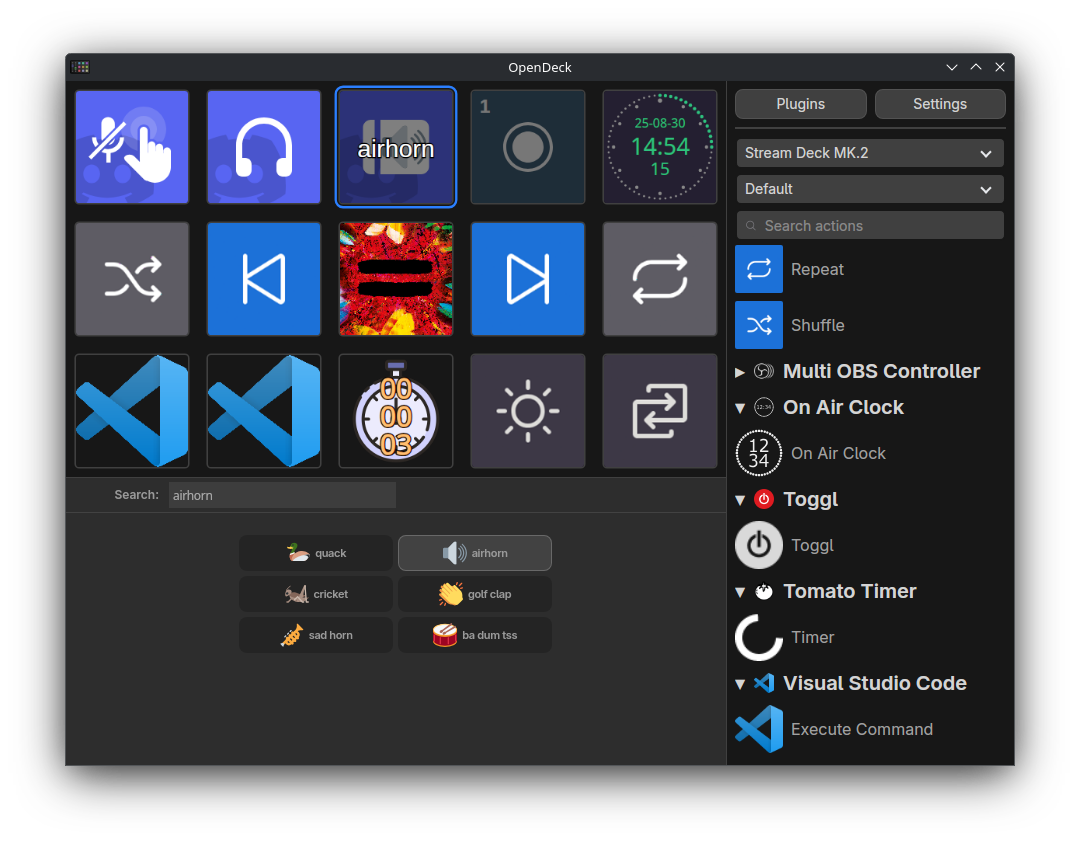 OpenDeck
airhorn
1
25-08-30
14:54
15
00
00
03
Search:
airhorn
quack
airhorn
cricket
golf clap
sad horn
ba dum tss
Plugins
Settings
Stream Deck MK.2
Default
Search actions
Repeat
Shuffle
Multi OBS Controller
12:34
On Air Clock
12
34
On Air Clock
Toggl
Toggl
Tomato Timer
Timer
Visual Studio Code
Execute Command